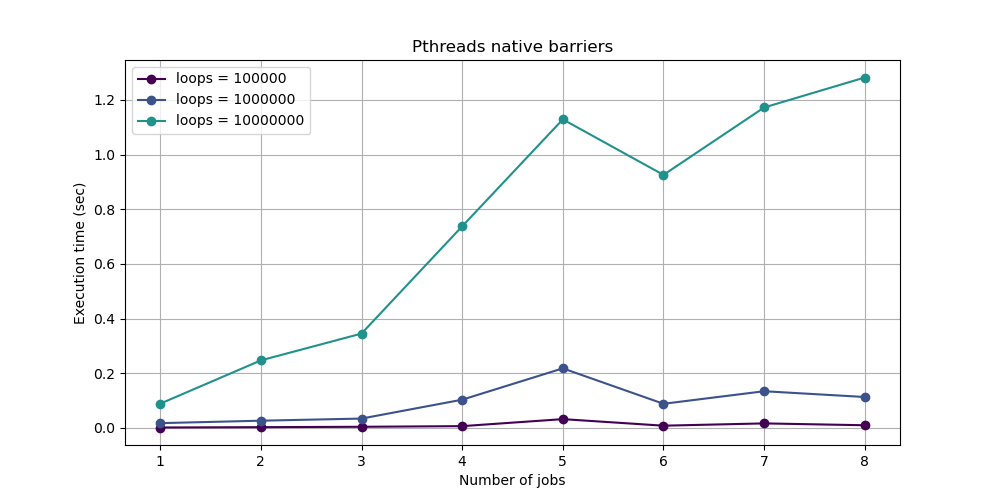 Pthreads native barriers
loops = 100000
loops = 1000000
loops = 10000000
Execution time (sec)
1.2
1.0
0.8
0.6
0.4
0.2
0.0
1 2 3 4 5 6 7 8
Number of jobs